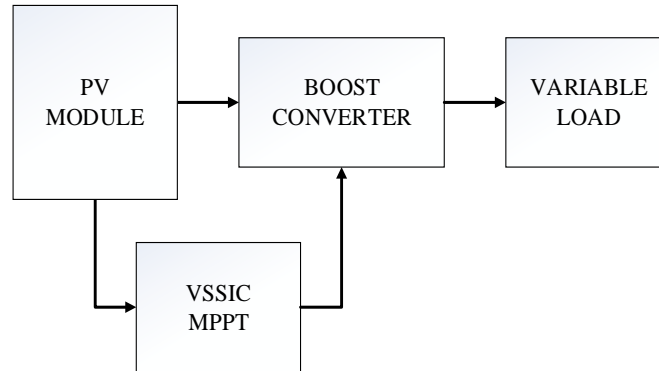 PV
MODULE
BOOST
CONVERTER
VARIABLE
LOAD
VSSIC
MPPT